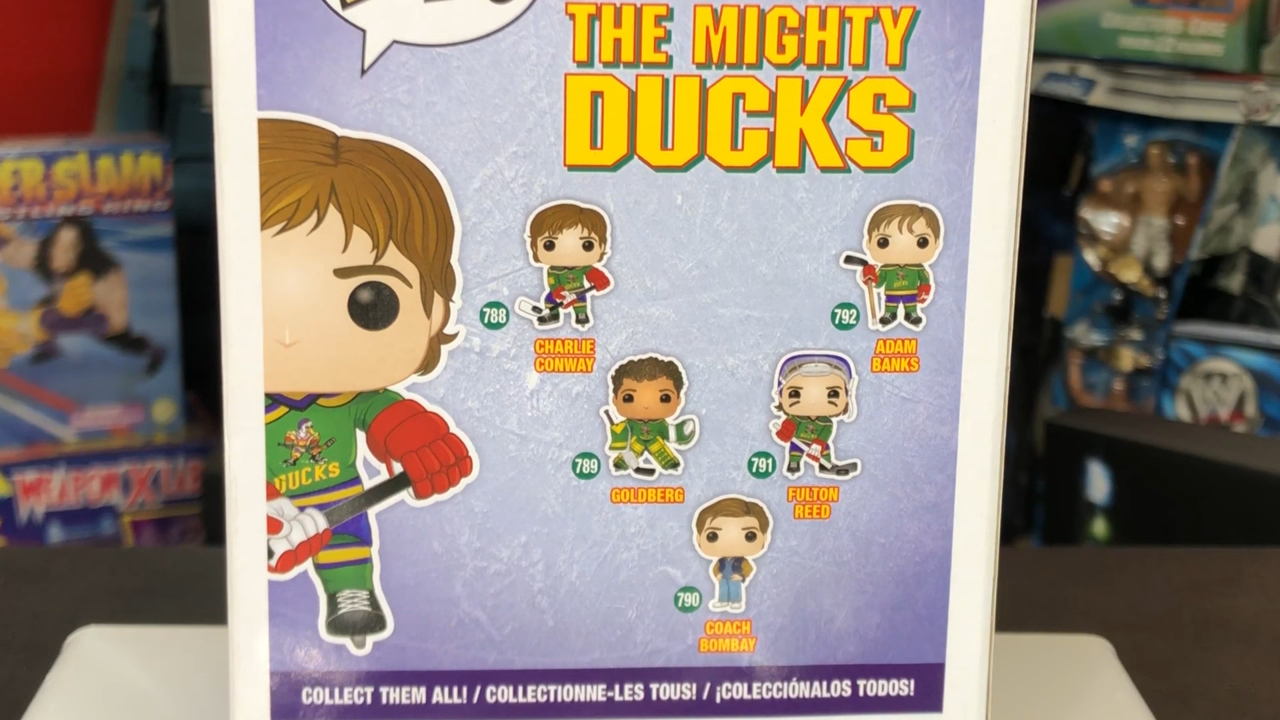 THE MIGHTY
DUCKS
788
CHARLIE
CONWAY
792
ADAM
BANKS
789
GOLDBERG
791
FULTON
REED
790
COACH
BOMBAY
DUCKS
COLLECT THEM ALL! / COLLECTIONNE-LES TOUS! / ¡COLECCIÓNALOS TODOS!
WEAPON X